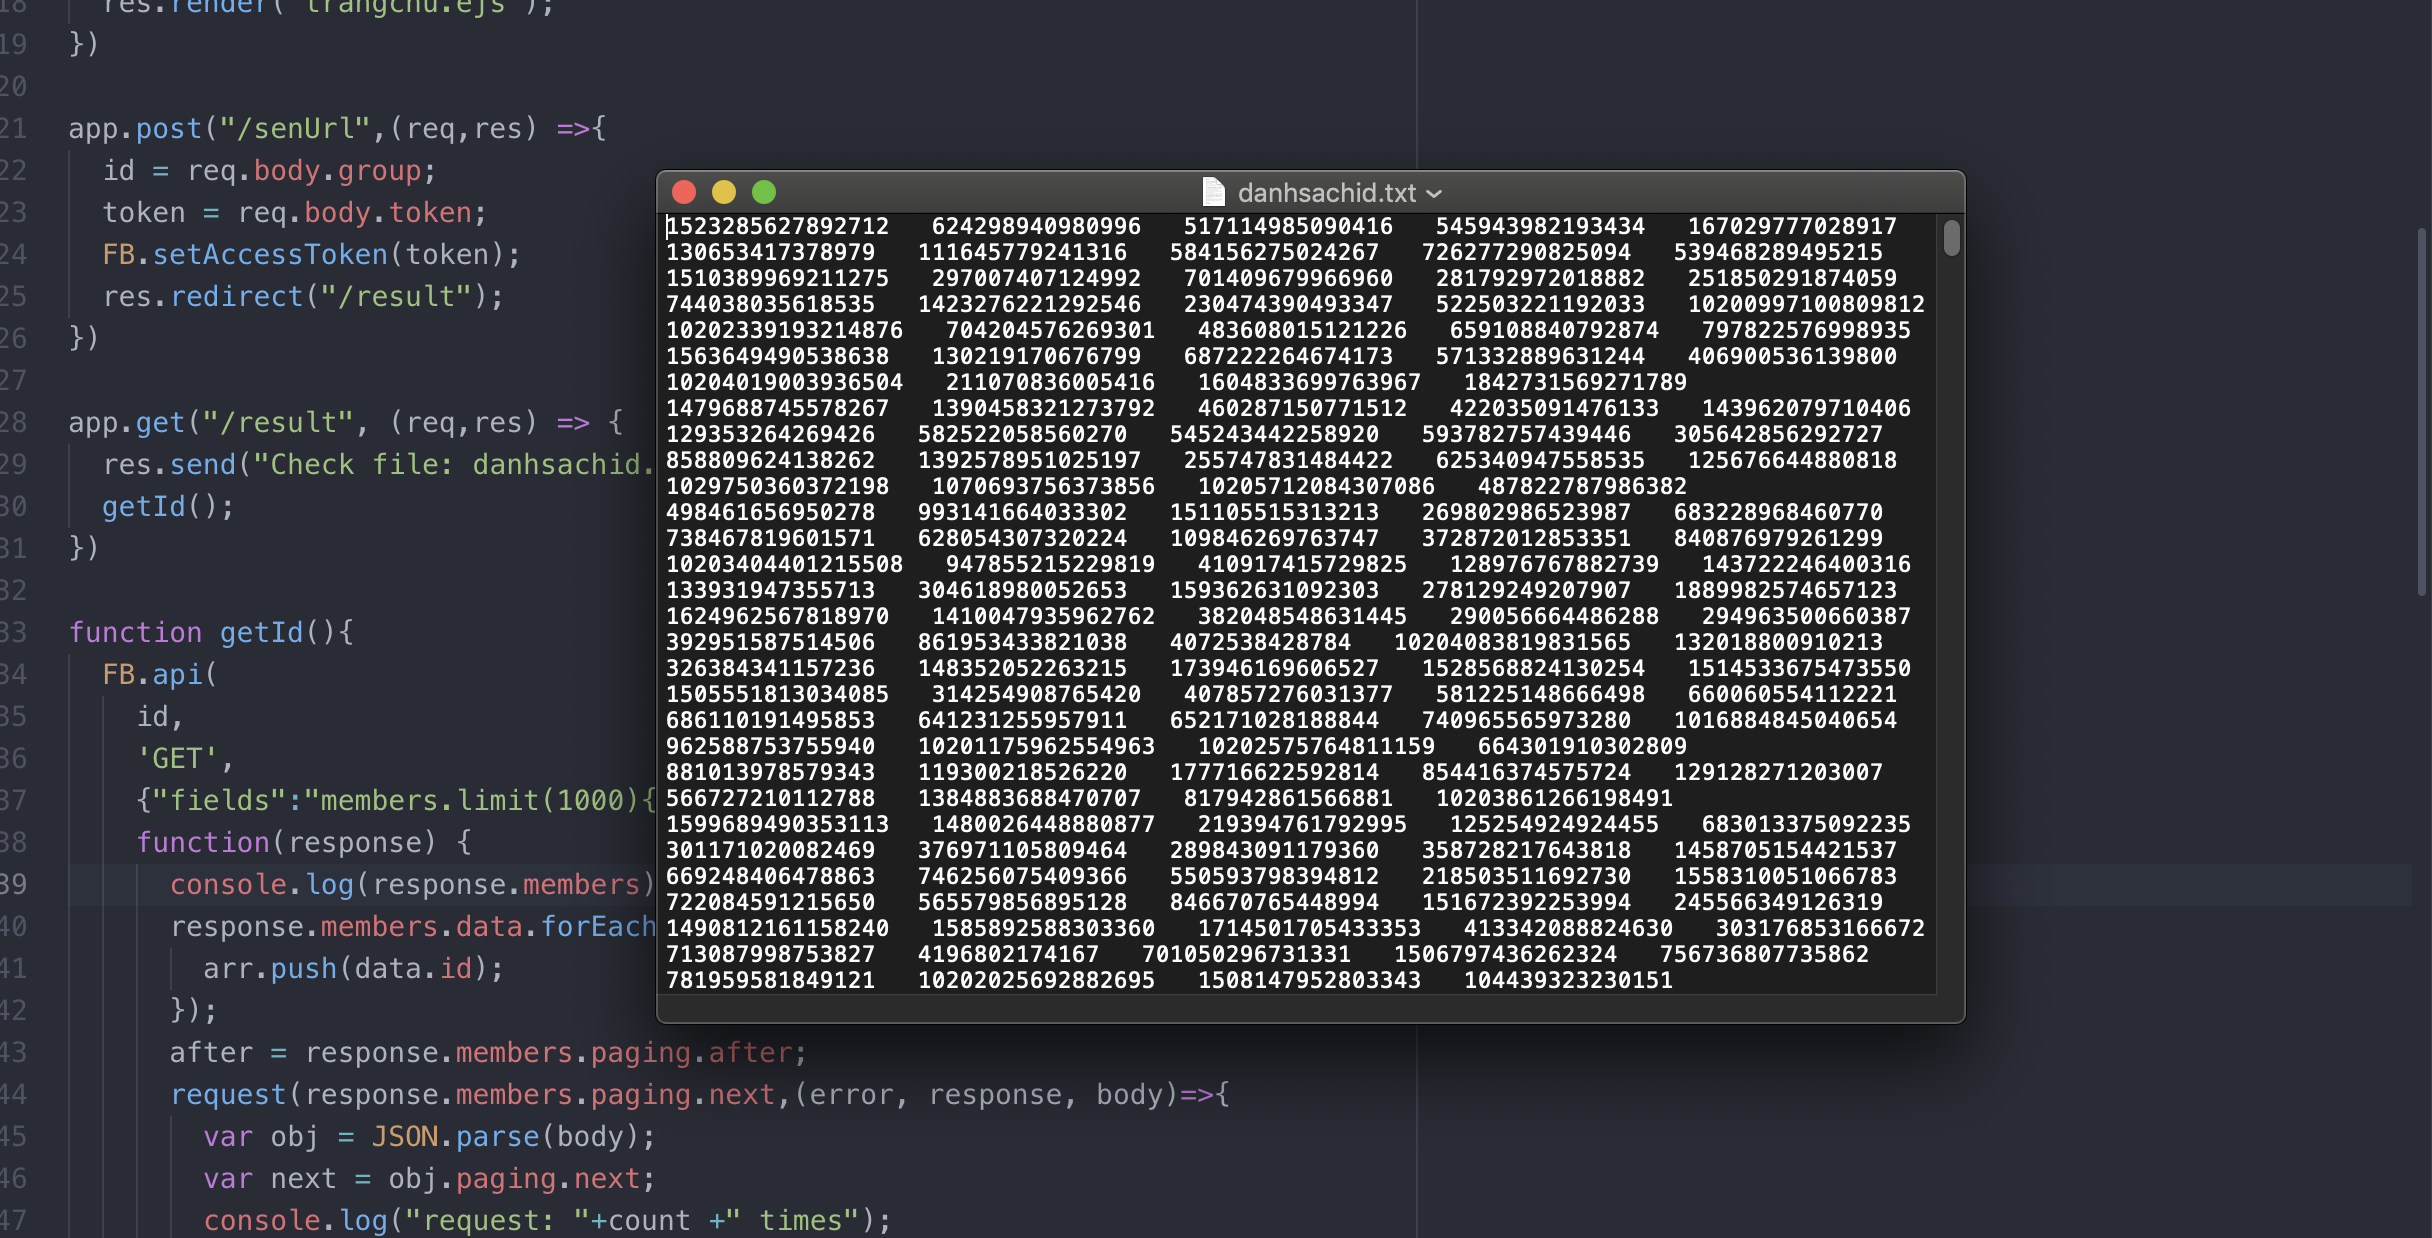 18 res.render("trangchu.ejs");
19 })
20
21 app.post("/senUrl",(req,res) =>{
22 id = req.body.group;
23 token = req.body.token;
24 FB.setAccessToken(token);
25 res.redirect("/result");
26 })
27
28 app.get("/result", (req,res) => {
29 res.send("Check file: danhsachid.
30 getId();
31 })
32
33 function getId(){
34 FB.api(
35 id,
36 'GET',
37 {"fields":"members.limit(1000){
38 function(response) {
39 console.log(response.members)
40 response.members.data.forEach
41 arr.push(data.id);
42 });
43 after = response.members.paging.after;
44 request(response.members.paging.next,(error, response, body)=>{
45 var obj = JSON.parse(body);
46 var next = obj.paging.next;
47 console.log("request: "+count +" times");
danhsachid.txt
1523285627892712 624298940980996 517114985090416 545943982193434 167029777028917
130653417378979 111645779241316 584156275024267 726277290825094 539468289495215
1510389969211275 297007407124992 701409679966960 281792972018882 251850291874059
744038035618535 1423276221292546 230474390493347 522503221192033 10200997100809812
10202339193214876 704204576269301 483608015121226 659108840792874 797822576998935
1563649490538638 130219170676799 687222264674173 571332889631244 406900536139800
10204019003936504 211070836005416 1604833699763967 1842731569271789
1479688745578267 1390458321273792 460287150771512 422035091476133 143962079710406
129353264269426 582522058560270 545243442258920 593782757439446 305642856292727
858809624138262 1392578951025197 255747831484422 625340947558535 125676644880818
1029750360372198 1070693756373856 10205712084307086 487822787986382
498461656950278 993141664033302 151105515313213 269802986523987 683228968460770
738467819601571 628054307320224 109846269763747 372872012853351 840876979261299
10203404401215508 947855215229819 410917415729825 128976767882739 143722246400316
133931947355713 304618980052653 159362631092303 278129249207907 1889982574657123
1624962567818970 1410047935962762 382048548631445 290056664486288 294963500660387
392951587514506 861953433821038 4072538428784 10204083819831565 132018800910213
326384341157236 148352052263215 173946169606527 1528568824130254 1514533675473550
1505551813034085 314254908765420 407857276031377 581225148666498 660060554112221
686110191495853 641231255957911 652171028188844 740965565973280 1016884845040654
962588753755940 10201175962554963 10202575764811159 664301910302809
881013978579343 119300218526220 177716622592814 854416374575724 129128271203007
566727210112788 1384883688470707 817942861566881 10203861266198491
1599689490353113 1480026448880877 219394761792995 125254924924455 683013375092235
301171020082469 376971105809464 289843091179360 358728217643818 1458705154421537
669248406478863 746256075409366 550593798394812 218503511692730 1558310051066783
722084591215650 565579856895128 846670765448994 151672392253994 245566349126319
1490812161158240 1585892588303360 1714501705433353 413342088824630 303176853166672
713087998753827 4196802174167 701050296731331 1506797436262324 756736807735862
781959581849121 10202025692882695 1508147952803343 104439323230151